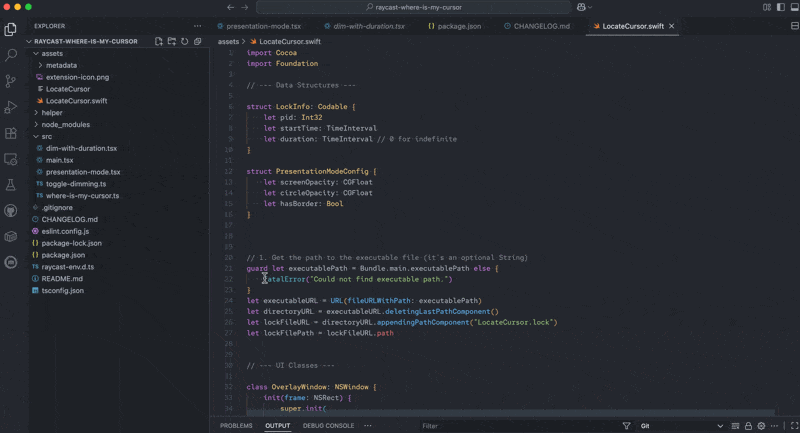 raycast-where-is-my-cursor
EXPLORER
presentation-mode.tsx
dim-with-duration.tsx
package.json
CHANGELOG.md
LocateCursor.swift
RAYCAST-WHERE-IS-MY-CURSOR
assets
metadata
extension-icon.png
LocateCursor
LocateCursor.swift
helper
node_modules
src
dim-with-duration.tsx
main.tsx
presentation-mode.tsx
TS toggle-dimming.ts
TS where-is-my-cursor.ts
.gitignore
CHANGELOG.md
eslint.config.js
package-lock.json
package.json
TS raycast-env.d.ts
README.md
tsconfig.json
assets > LocateCursor.swift
1 import Cocoa
2 import Foundation
3
4 // --- Data Structures ---
5
6 struct LockInfo: Codable {
7 let pid: Int32
8 let startTime: TimeInterval
9 let duration: TimeInterval // 0 for indefinite
10 }
11
12 struct PresentationModeConfig {
13 let screenOpacity: CGFloat
14 let circleOpacity: CGFloat
15 let hasBorder: Bool
16 }
17
18
19
20 // 1. Get the path to the executable file (it's an optional String)
21 guard let executablePath = Bundle.main.executablePath else {
22 fatalError("Could not find executable path.")
23 }
24 let executableURL = URL(fileURLWithPath: executablePath)
25 let directoryURL = executableURL.deletingLastPathComponent()
26 let lockFileURL = directoryURL.appendingPathComponent("LocateCursor.lock")
27 let lockFilePath = lockFileURL.path
28
29
30 // --- UI Classes ---
31
32 class OverlayWindow: NSWindow {
33 init(frame: NSRect) {
34 super.init(
PROBLEMS
OUTPUT
DEBUG CONSOLE
Filter
Git